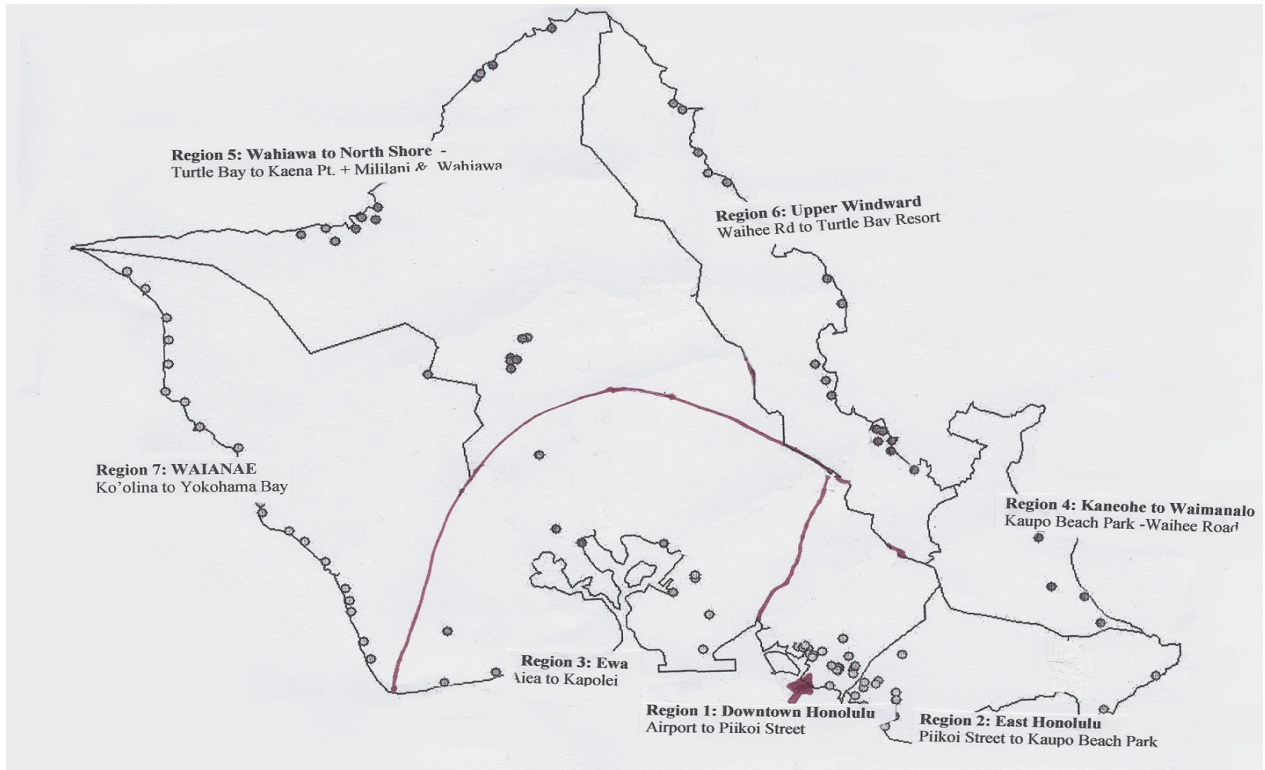 Region 5: Wahiawa to North Shore -
Turtle Bay to Kaena Pt. + Mililani & Wahiawa
Region 6: Upper Windward
Waihee Rd to Turtle Bay Resort
Region 7: WAIANAE
Ko'olina to Yokohama Bay
Region 4: Kaneohe to Waimanalo
Kaupo Beach Park -Waihee Road
Region 3: Ewa
Aiea to Kapolei
Region 1: Downtown Honolulu
Airport to Piikoi Street
Region 2: East Honolulu
Piikoi Street to Kaupo Beach Park